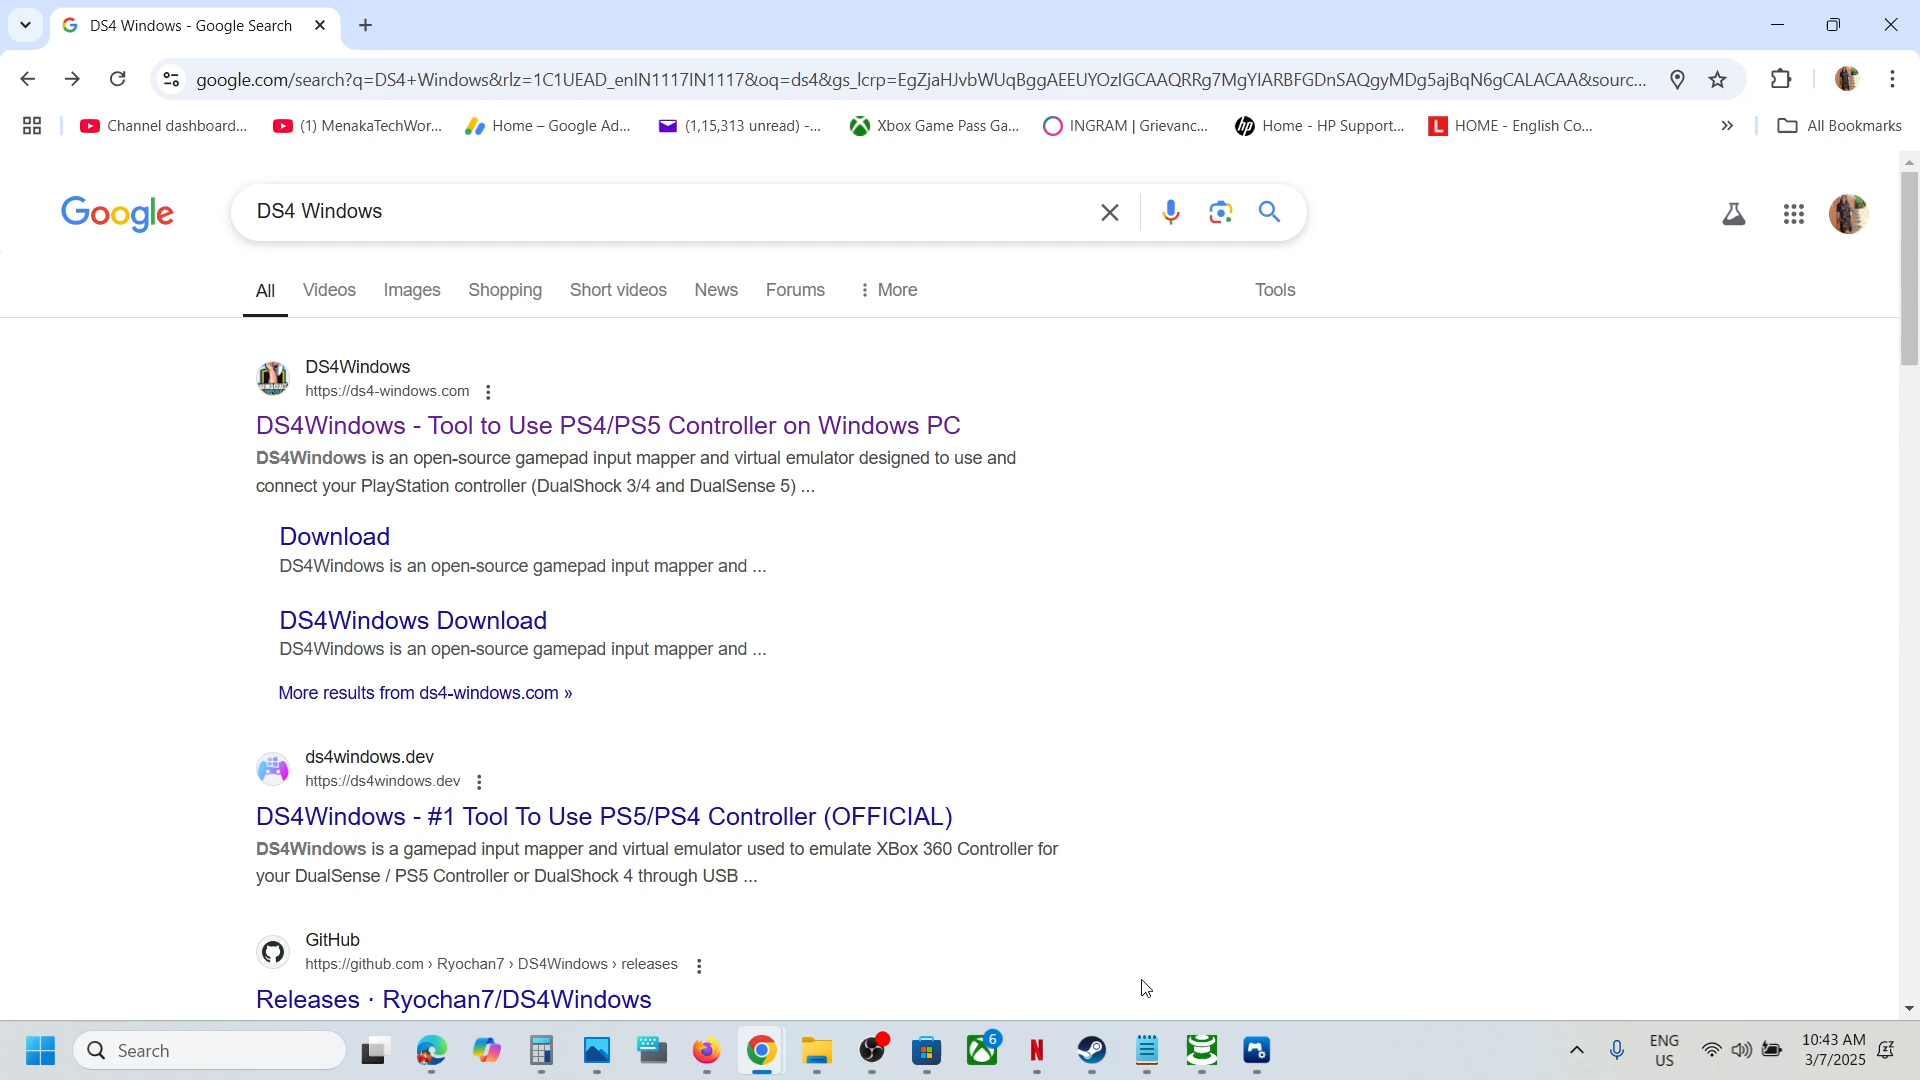 DS4 Windows - Google Search
google.com/search?q=DS4+Windows&rlz=1C1UEAD_enIN1117IN1117&oq=ds4&gs_lcrp=EgZjaHJvbWUqBggAEEUYOzIGCAAQRRg7MgYIARBFGDnSAQgyMDg5ajBqN6gCALACAA&sourc...
Channel dashboard... (1) MenakaTechWor... Home – Google Ad... (1,15,313 unread) -... Xbox Game Pass Ga... INGRAM | Grievanc... Home - HP Support... HOME - English Co... » All Bookmarks
Google
DS4 Windows
All Videos Images Shopping Short videos News Forums More Tools
DS4Windows
https://ds4-windows.com
DS4Windows - Tool to Use PS4/PS5 Controller on Windows PC
DS4Windows is an open-source gamepad input mapper and virtual emulator designed to use and
connect your PlayStation controller (DualShock 3/4 and DualSense 5) ...
Download
DS4Windows is an open-source gamepad input mapper and ...
DS4Windows Download
DS4Windows is an open-source gamepad input mapper and ...
More results from ds4-windows.com »
ds4windows.dev
https://ds4windows.dev
DS4Windows - #1 Tool To Use PS5/PS4 Controller (OFFICIAL)
DS4Windows is a gamepad input mapper and virtual emulator used to emulate XBox 360 Controller for
your DualSense / PS5 Controller or DualShock 4 through USB ...
GitHub
https://github.com › Ryochan7 › DS4Windows › releases
Releases · Ryochan7/DS4Windows
Search
6
ENG
US
10:43 AM
3/7/2025